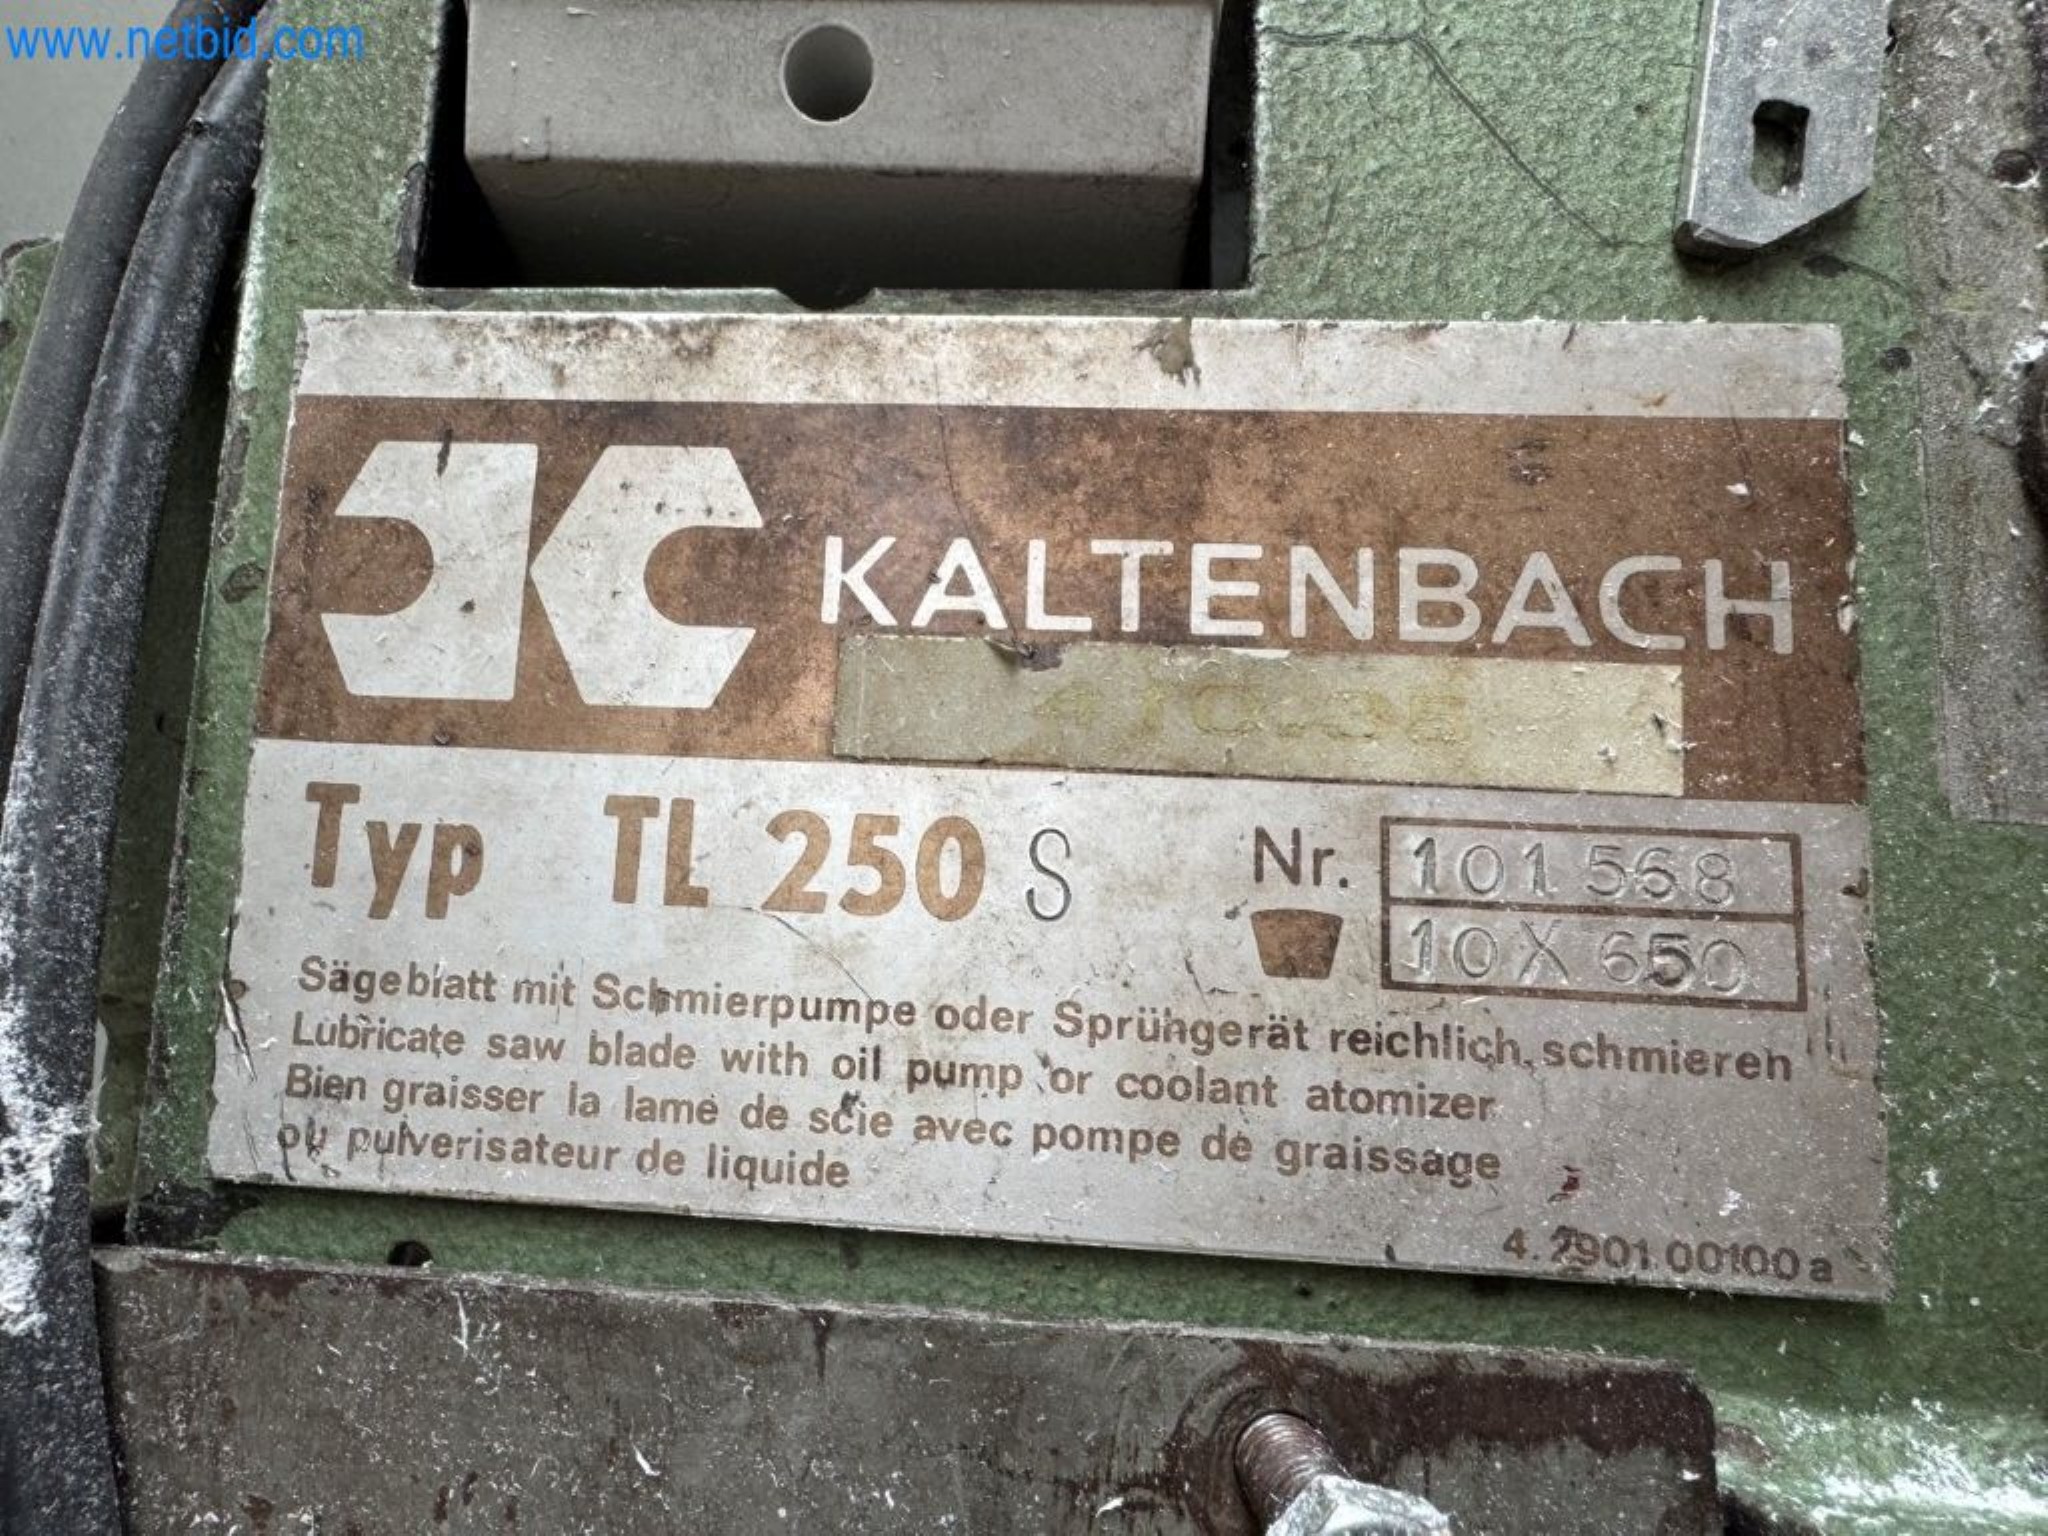 www.netbid.com
KALTENBACH
Typ TL 250 S
Nr. 101 568
10X 650
Sägeblatt mit Schmierpumpe oder Sprühgerät reichlich schmieren
Lubricate saw blade with oil pump or coolant atomizer
Bien graisser la lame de scie avec pompe de graissage
ou pulverisateur de liquide
4.2901.00100a